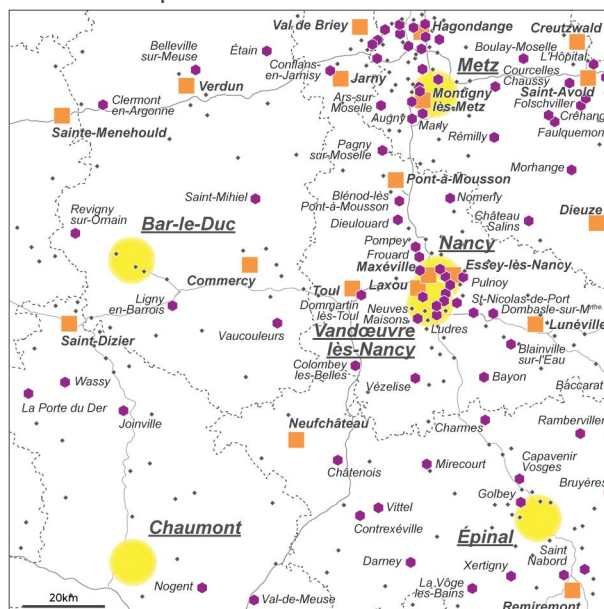 Val de Briey
Hagondange
Creutzwald
Belleville
sur-Meuse
Étain
Conflans-
en-Jarnisy
Boulay-Moselle
L'Hôpital
Metz
Courcelles
Chaussy
Verdun
Jarny
Saint-Avold
Clermont
en-Argonne
Ars-sur
Moselle
Montigny
lès-Metz
Folschviller
Créhange
Sainte-Menehould
Augny
Marly
Faulquemont
Rémilly
Pagny
sur-Moselle
Morhange
Pont-à-Mousson
Saint-Mihiel
Blénod-lès
Pont-à-Mousson
Nomeny
Dieuze
Revigny
sur-Ornain
Bar-le-Duc
Dieulouard
Château
Salins
Pompey
Nancy
Frouard
Maxéville
Essey-lès-Nancy
Commercy
Toul
Laxou
Pulnoy
Ligny
en-Barrois
Dommartin
lès-Toul
Neuves
Maisons
St-Nicolas-de-Port
Dombasle-sur-Mrthe.
Saint-Dizier
Vaucouleurs
Vandœuvre
lès-Nancy
Ludres
Lunéville
Blainville
sur-l'Eau
Colombey
les-Belles
Wassy
Vézelise
Bayon
Baccarat
La Porte du Der
Joinville
Neufchâteau
Charmes
Ramberviller
Châtenois
Mirecourt
Capavenir
Vosges
Bruyères
Golbey
Vittel
Contrexéville
Chaumont
Épinal
Darney
Xertigny
Saint
Nabord
Nogent
Val-de-Meuse
La Vôge
les-Bains
Remiremont
20km